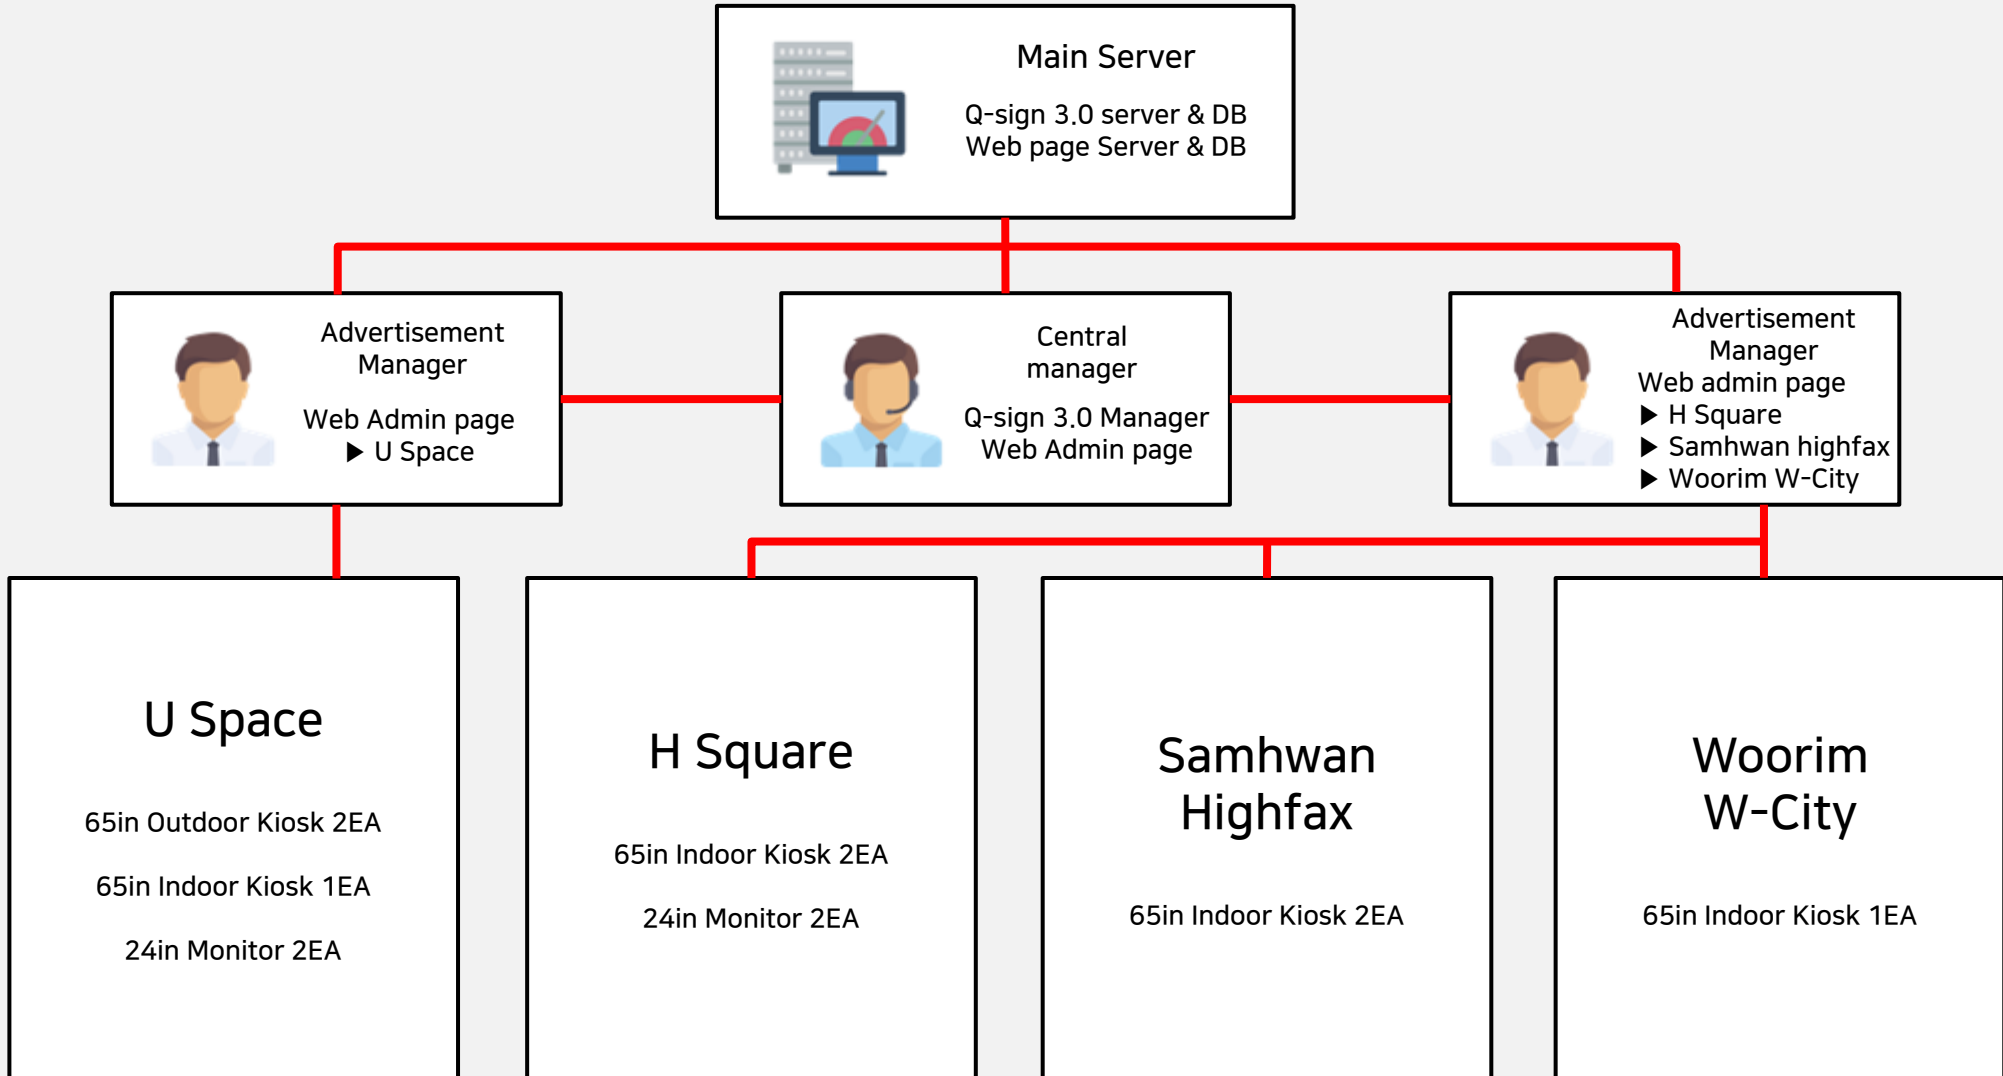 Main Server
Q-sign 3.0 server & DB
Web page Server & DB
Advertisement
Manager
Web Admin page
▶ U Space
Central
manager
Q-sign 3.0 Manager
Web Admin page
Advertisement
Manager
Web admin page
▶ H Square
▶ Samhwan highfax
▶ Woorim W-City
U Space
65in Outdoor Kiosk 2EA
65in Indoor Kiosk 1EA
24in Monitor 2EA
H Square
65in Indoor Kiosk 2EA
24in Monitor 2EA
Samhwan
Highfax
65in Indoor Kiosk 2EA
Woorim
W-City
65in Indoor Kiosk 1EA